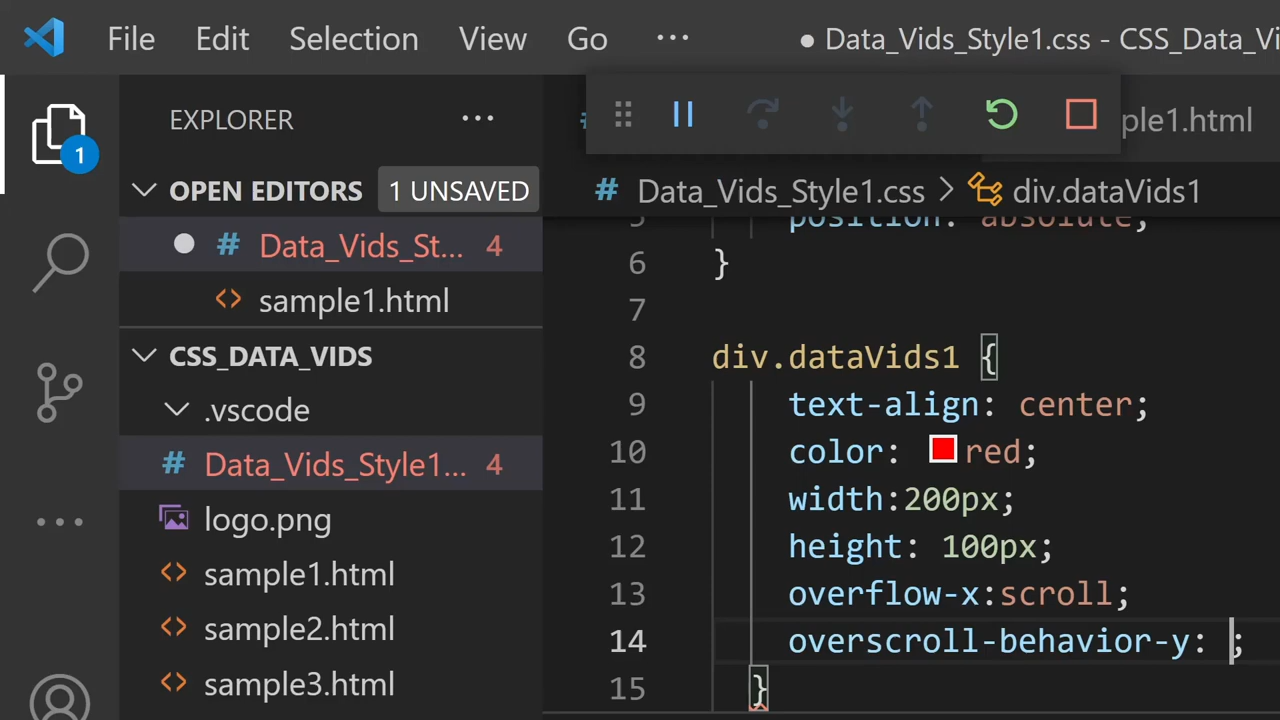 File Edit Selection View Go ··· ● Data_Vids_Style1.css - CSS_Data_Vi
EXPLORER ···
ple1.html
OPEN EDITORS 1 UNSAVED
# Data_Vids_Style1.css > div.dataVids1
● # Data_Vids_St... 4
<> sample1.html
CSS_DATA_VIDS
.vscode
# Data_Vids_Style1... 4
logo.png
<> sample1.html
<> sample2.html
<> sample3.html
1
5 position: absolute;
6 }
7
8 div.dataVids1 {
9 text-align: center;
10 color: red;
11 width:200px;
12 height: 100px;
13 overflow-x:scroll;
14 overscroll-behavior-y: ;
15 }